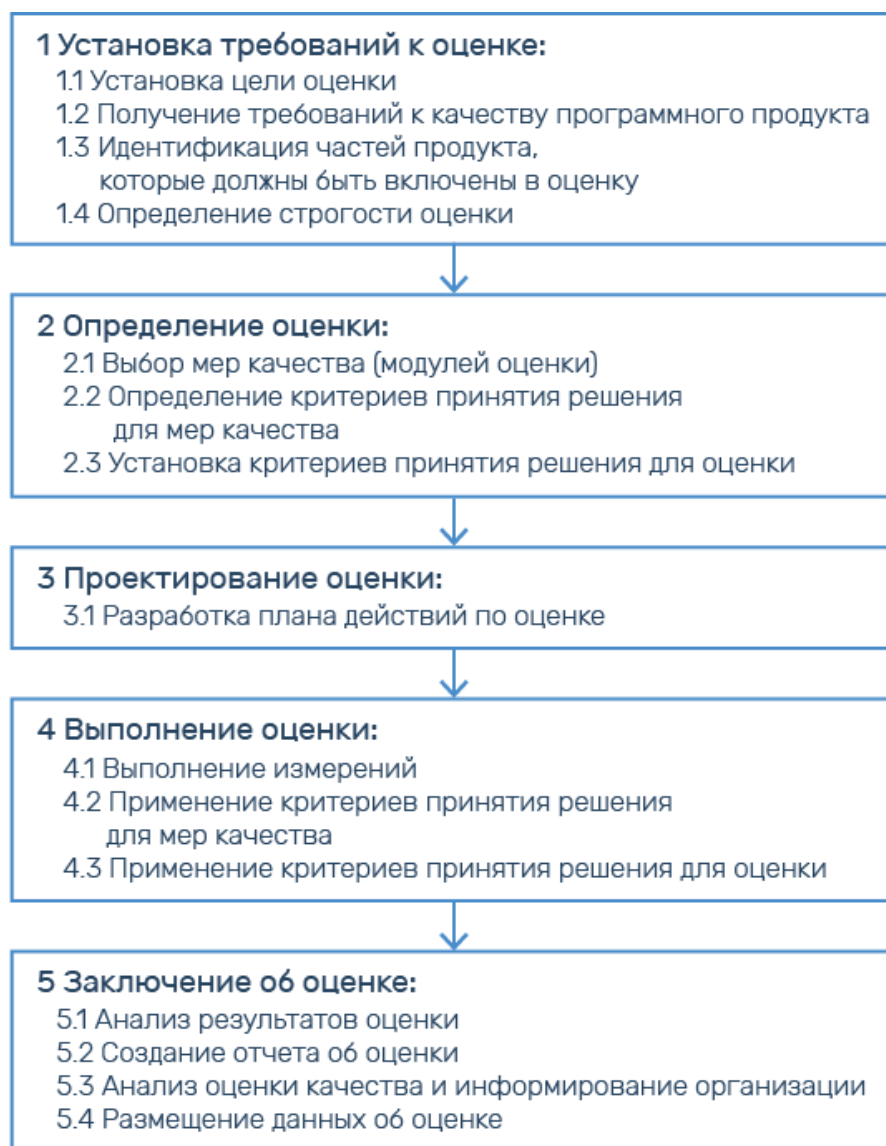 1 Установка требований к оценке:
1.1 Установка цели оценки
1.2 Получение требований к качеству программного продукта
1.3 Идентификация частей продукта,
которые должны быть включены в оценку
1.4 Определение строгости оценки
2 Определение оценки:
2.1 Выбор мер качества (модулей оценки)
2.2 Определение критериев принятия решения
для мер качества
2.3 Установка критериев принятия решения для оценки
3 Проектирование оценки:
3.1 Разработка плана действий по оценке
4 Выполнение оценки:
4.1 Выполнение измерений
4.2 Применение критериев принятия решения
для мер качества
4.3 Применение критериев принятия решения для оценки
5 Заключение об оценке:
5.1 Анализ результатов оценки
5.2 Создание отчета об оценки
5.3 Анализ оценки качества и информирование организации
5.4 Размещение данных об оценке